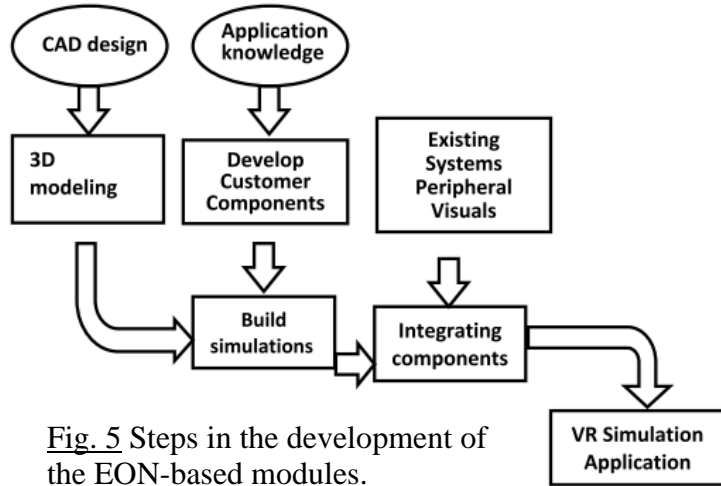 CAD design
Application
knowledge
3D
modeling
Develop
Customer
Components
Existing
Systems
Peripheral
Visuals
Build
simulations
Integrating
components
VR Simulation
Application
Fig. 5 Steps in the development of
the EON-based modules.